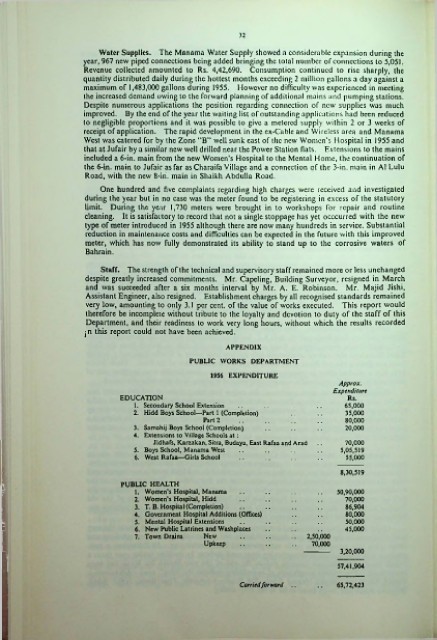 32
Water Supplies. The Manama Water Supply showed a considerable expansion during the
year, 967 new piped connections being added bringing the total number of connections to 5,051.
Revenue collected amounted to Rs. 4,42,690. Consumption continued to rise sharply, the
quantity distributed daily during the hottest months exceeding 2 million gallons a day against a
maximum of 1,483,000 gallons during 1955. However no difficulty was experienced in meeting
the increased demand owing to the forward planning of additional mains and pumping stations.
Despite numerous applications the position regarding connection of new supplies was much
improved. By the end of the year the waiting list of outstanding applications had been reduced
to negligible proportions and it was possible to give a metered supply within 2 or 3 weeks of
receipt of application. The rapid development in the ex-Cable and Wireless area and Manama
West was catered for by the Zone "B" well sunk east of the new Women's Hospital in 1955 and
that at Jufair by a similar new well drilled near the Power Station flats. Extensions to the mains
included a 6-in. main from the new Women's Hospital to the Mental Home, the continuation of
the 6-in. main to Jufair as far as Charaifa Village and a connection of the 3-in. main in Al Lulu
Road, with the new 8-in. main in Shaikh Abdulla Road.
One hundred and five complaints regarding high charges were received and investigated
during the year but in no case was the meter found to be registering in excess of the statutory
limit. During the year 1,730 meters were brought in to workshops for repair and routine
cleaning. It is satisfactory to record that not a single stoppage has yet occurred with the new
type of meter introduced in 1955 although there are now many hundreds in service. Substantial
reduction in maintenance costs and difficulties can be expected in the future with this improved
meter, which has now fully demonstrated its ability to stand up to the corrosive waters of
Bahrain.
Staff. The strength of the technical and supervisory staff remained more or less unchanged
despite greatly increased commitments. Mr. Capeling, Building Surveyor, resigned in March
and was succeeded after a six months interval by Mr. A. E. Robinson. Mr. Majid Jishi,
Assistant Engineer, also resigned. Establishment charges by all recognised standards remained
very low, amounting to only 3.1 per cent. of the value of works executed. This report would
therefore be incomplete without tribute to the loyalty and devotion to duty of the staff of this
Department, and their readiness to work very long hours, without which the results recorded
in this report could not have been achieved.
APPENDIX
PUBLIC WORKS DEPARTMENT
1956 EXPENDITURE
Approx.
Expenditure
EDUCATION Rs.
1. Secondary School Extension .. .. .. 65,000
2. Hidd Boys School—Part 1 (Completion) .. .. 35,000
Part 2 .. .. .. 80,000
3. Samahij Boys School (Completion) .. .. .. 20,000
4. Extensions to Village Schools at :
Jidhafs, Karzakan, Sitra, Budaya, East Rafaa and Arad .. 70,000
5. Boys School, Manama West .. .. .. 5,05,519
6. West Rafaa—Girls School .. .. .. 55,000
8,30,519
PUBLIC HEALTH
1. Women's Hospital, Manama .. .. .. 50,90,000
2. Women's Hospital, Hidd .. .. .. 70,000
3. T. B. Hospital (Completion) .. .. .. 86,904
4. Government Hospital Additions (Offices) .. .. 80,000
5. Mental Hospital Extensions .. .. .. 50,000
6. New Public Latrines and Washplaces .. .. 45,000
7. Town Drains New .. .. .. 2,50,000
Upkeep .. .. .. 70,000
3,20,000
57,41,904
Carried forward .. .. 65,72,423